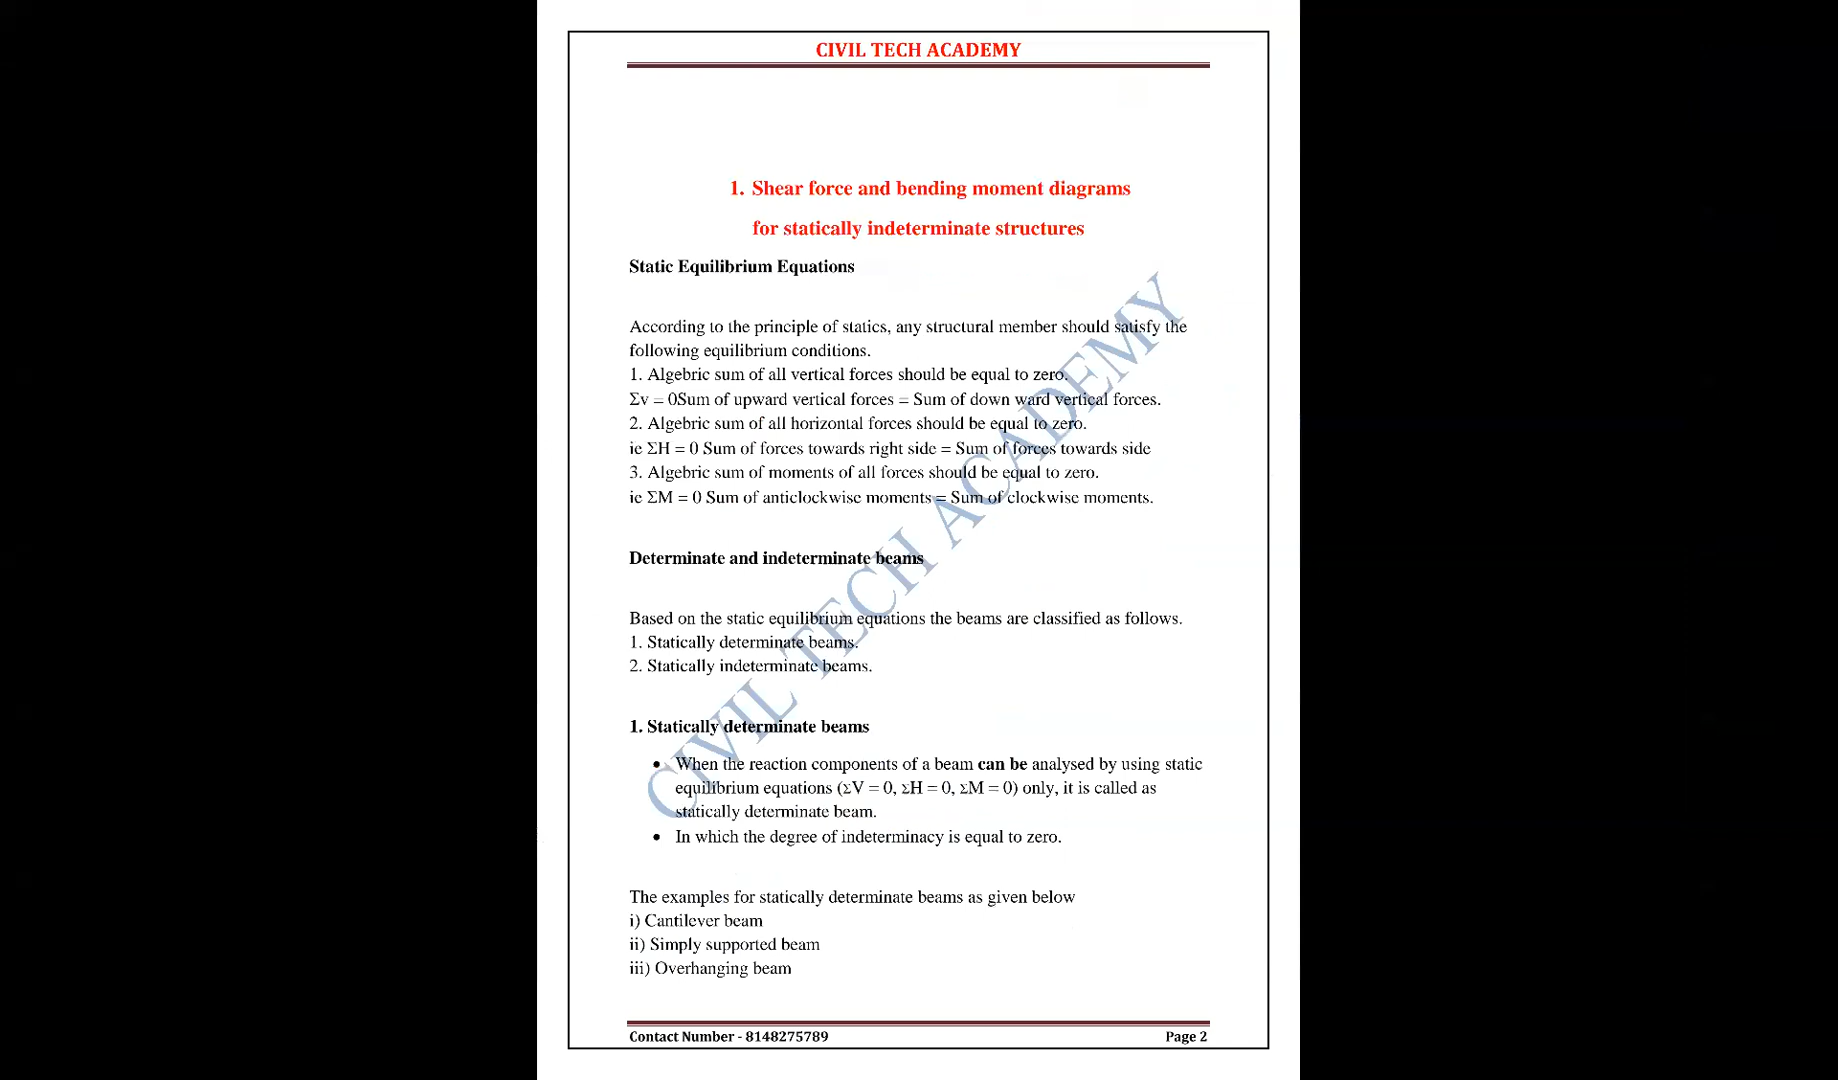 CIVIL TECH ACADEMY
1. Shear force and bending moment diagrams
for statically indeterminate structures
Static Equilibrium Equations
According to the principle of statics, any structural member should satisfy the
following equilibrium conditions.
1. Algebric sum of all vertical forces should be equal to zero.
Σv = 0Sum of upward vertical forces = Sum of down ward vertical forces.
2. Algebric sum of all horizontal forces should be equal to zero.
ie ΣH = 0 Sum of forces towards right side = Sum of forces towards side
3. Algebric sum of moments of all forces should be equal to zero.
ie ΣM = 0 Sum of anticlockwise moments = Sum of clockwise moments.
Determinate and indeterminate beams
Based on the static equilibrium equations the beams are classified as follows.
1. Statically determinate beams.
2. Statically indeterminate beams.
1. Statically determinate beams
• When the reaction components of a beam can be analysed by using static
equilibrium equations (ΣV = 0, ΣH = 0, ΣM = 0) only, it is called as
statically determinate beam.
• In which the degree of indeterminacy is equal to zero.
The examples for statically determinate beams as given below
i) Cantilever beam
ii) Simply supported beam
iii) Overhanging beam
Contact Number - 8148275789 Page 2
CIVIL TECH ACADEMY